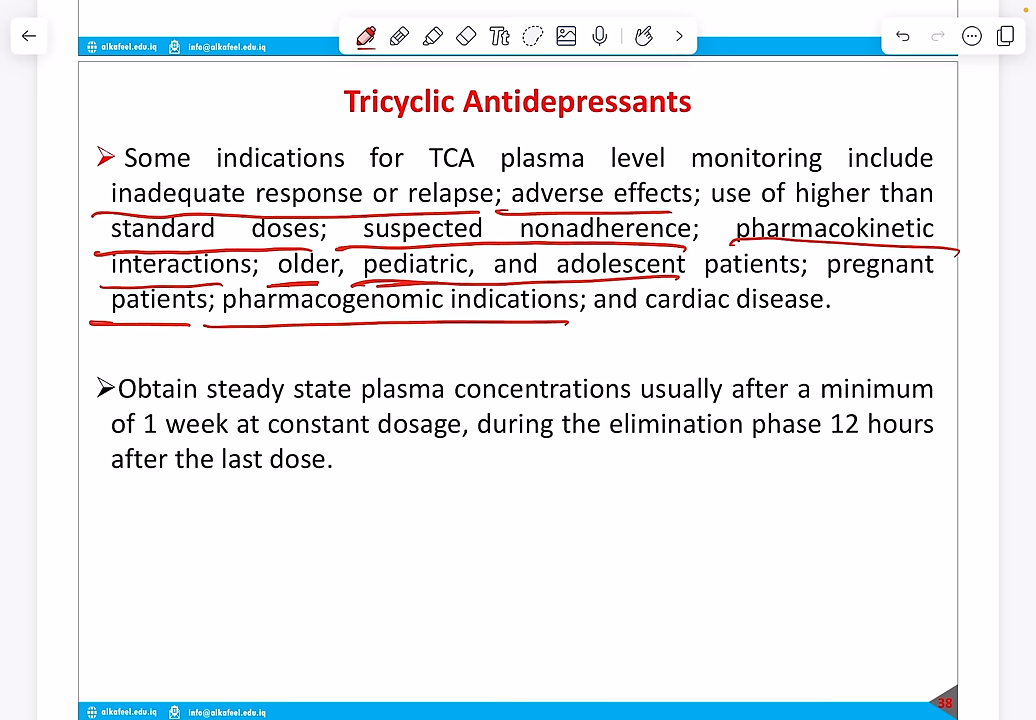 alkafeel.edu.iq info@alkafeel.edu.iq
Tt
Tricyclic Antidepressants
➢ Some indications for TCA plasma level monitoring include
inadequate response or relapse; adverse effects; use of higher than
standard doses; suspected nonadherence; pharmacokinetic
interactions; older, pediatric, and adolescent patients; pregnant
patients; pharmacogenomic indications; and cardiac disease.
➢Obtain steady state plasma concentrations usually after a minimum
of 1 week at constant dosage, during the elimination phase 12 hours
after the last dose.
alkafeel.edu.iq info@alkafeel.edu.iq
38